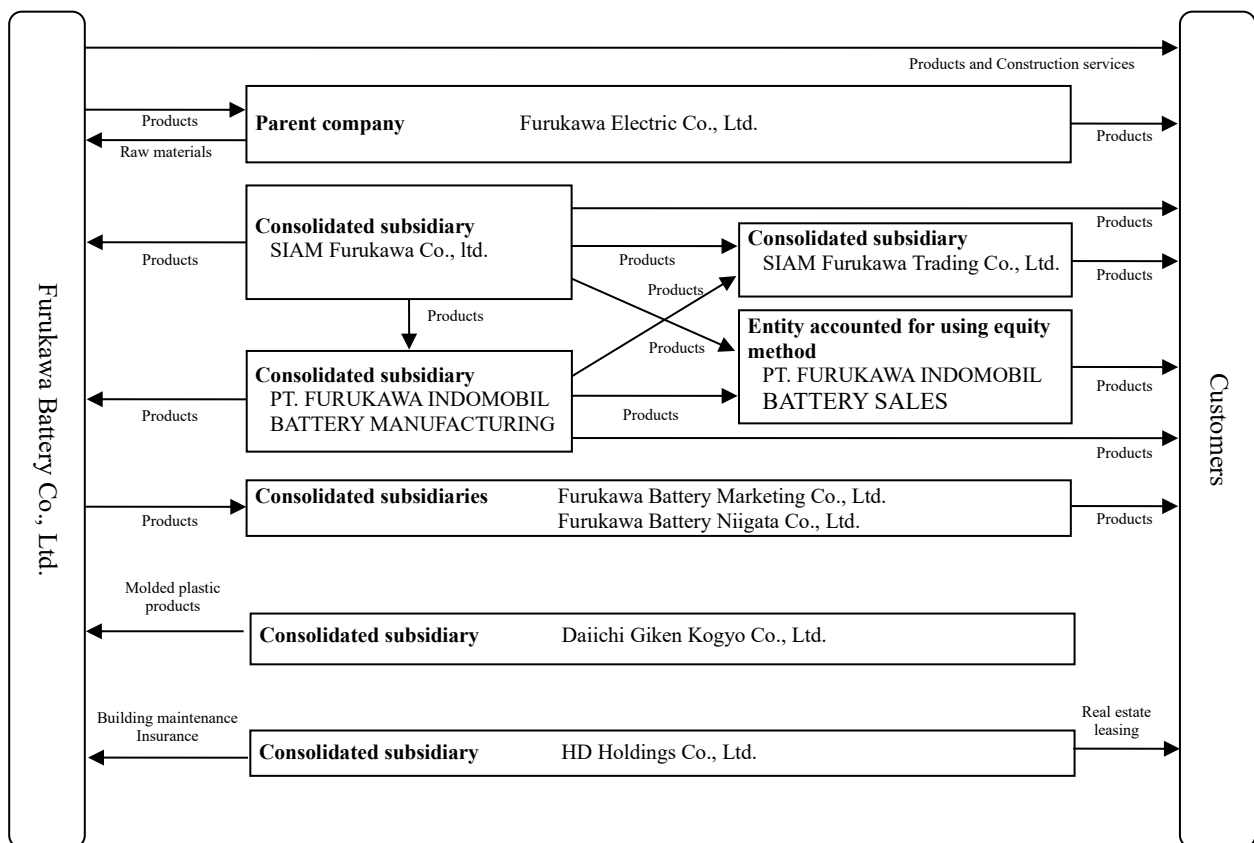 Furukawa Battery Co., Ltd.
Customers
Products and Construction services
Products
Raw materials
Parent company Furukawa Electric Co., Ltd.
Products
Consolidated subsidiary
SIAM Furukawa Co., ltd.
Products
Products
Products
Products
Consolidated subsidiary
SIAM Furukawa Trading Co., Ltd.
Products
Products
Products
Entity accounted for using equity
method
PT. FURUKAWA INDOMOBIL
BATTERY SALES
Products
Consolidated subsidiary
PT. FURUKAWA INDOMOBIL
BATTERY MANUFACTURING
Products
Products
Products
Consolidated subsidiaries Furukawa Battery Marketing Co., Ltd.
Furukawa Battery Niigata Co., Ltd.
Products
Products
Molded plastic
products
Consolidated subsidiary Daiichi Giken Kogyo Co., Ltd.
Building maintenance
Insurance
Consolidated subsidiary HD Holdings Co., Ltd.
Real estate
leasing